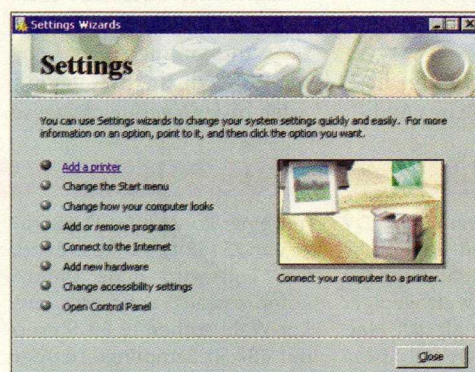 Settings Wizards
Settings
You can use Settings wizards to change your system settings quickly and easily. For more
information on an option, point to it, and then click the option you want.
Add a printer
Change the Start menu
Change how your computer looks
Add or remove programs
Connect to the Internet
Add new hardware
Change accessibility settings
Open Control Panel
Connect your computer to a printer.
Close